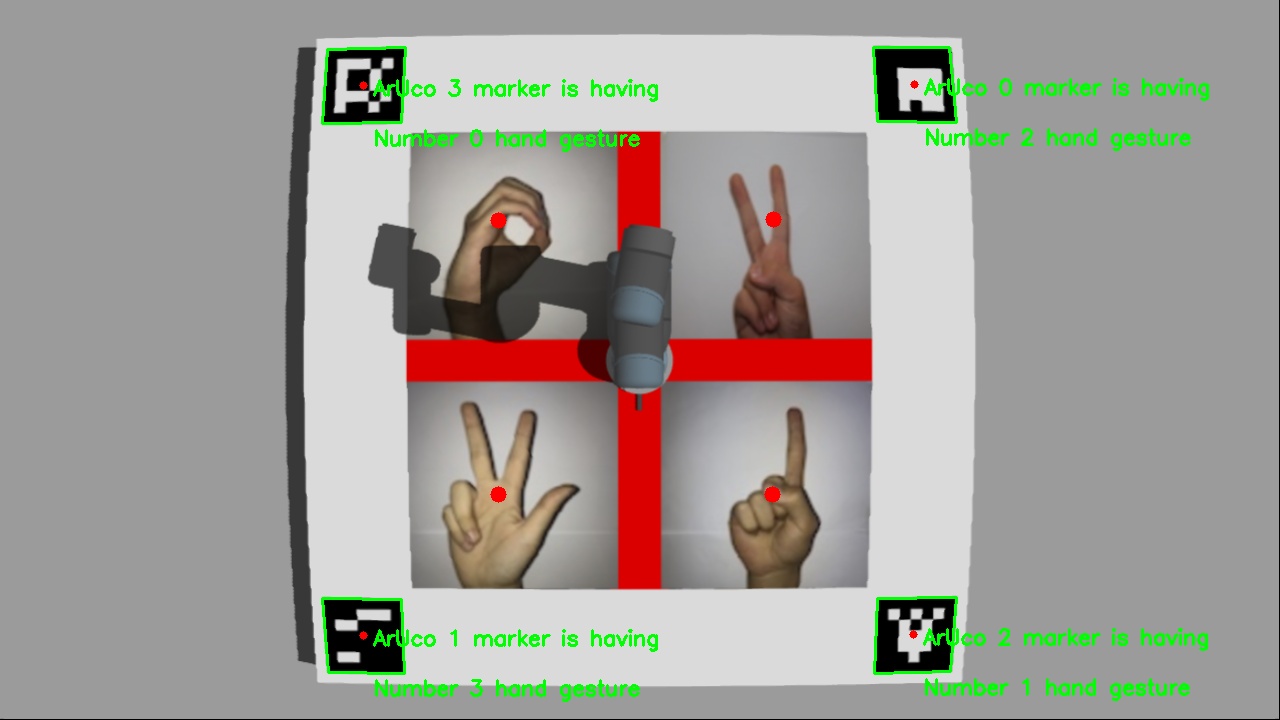 ArUco 3 marker is having
Number 0 hand gesture
ArUco 0 marker is having
Number 2 hand gesture
ArUco 1 marker is having
Number 3 hand gesture
ArUco 2 marker is having
Number 1 hand gesture